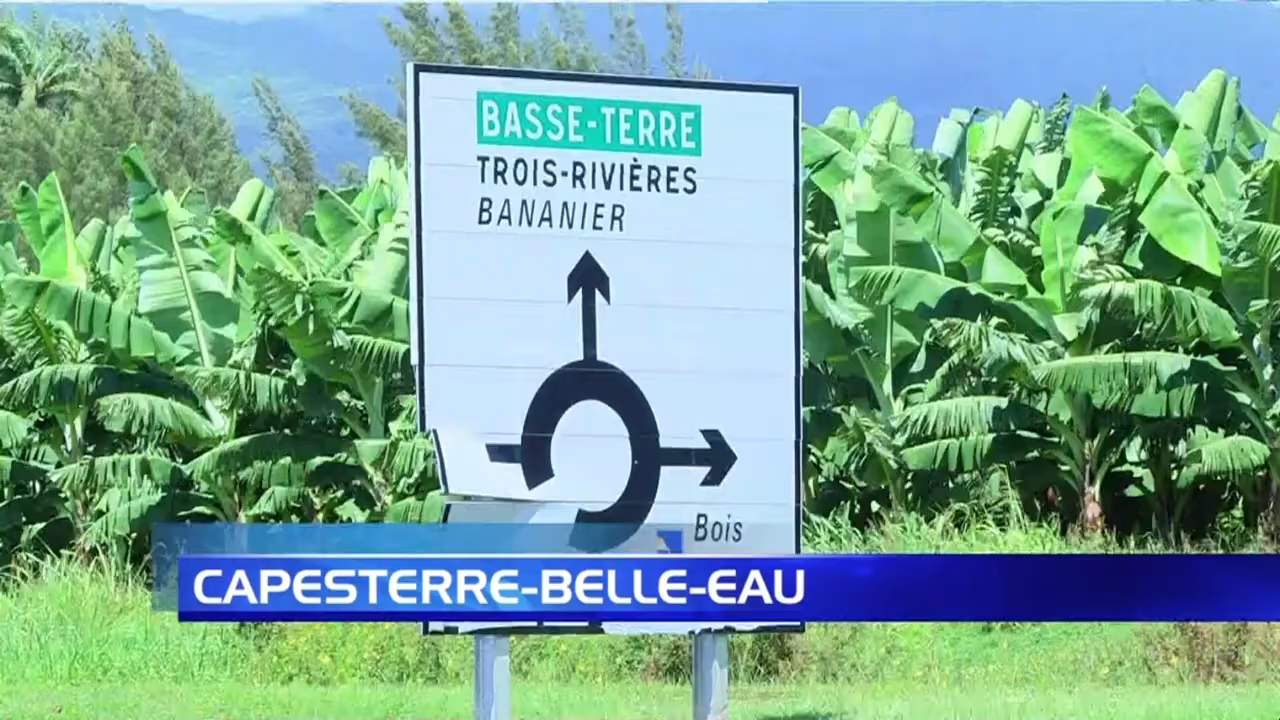 BASSE-TERRE
TROIS-RIVIÈRES
BANANIER
Bois
CAPESTERRE-BELLE-EAU